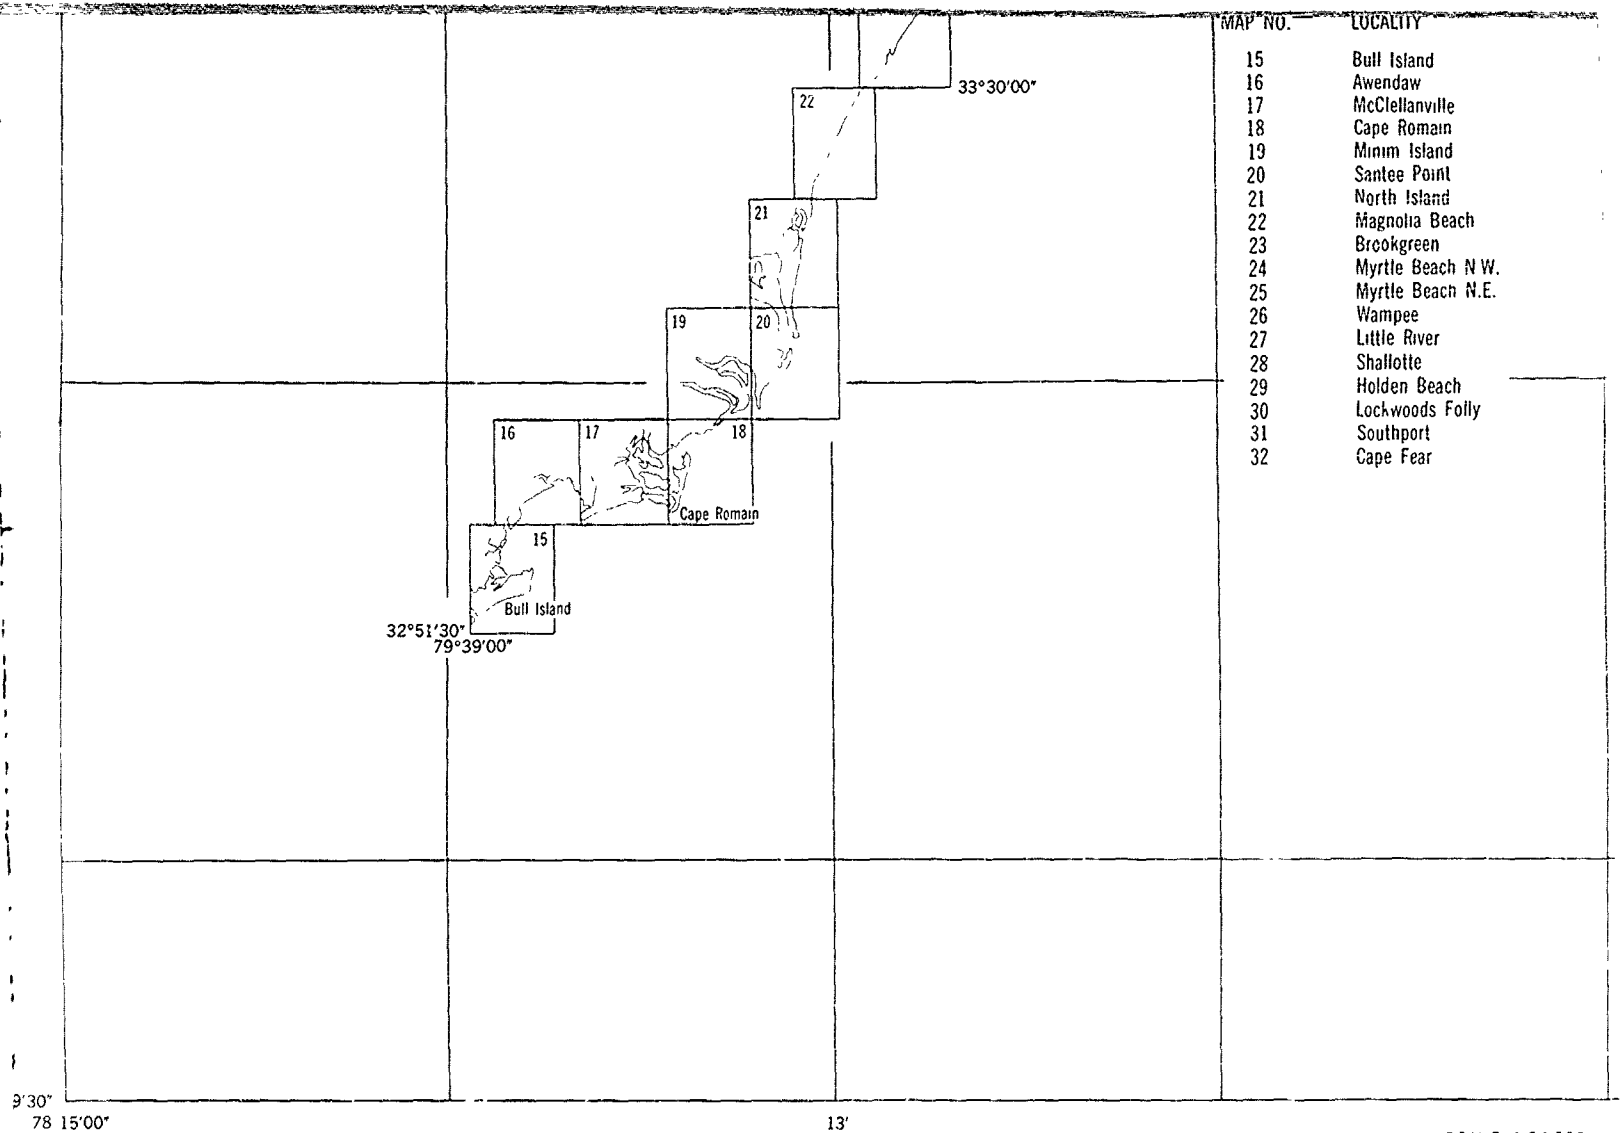 MAP NO. LOCALITY
15 Bull Island
16 Awendaw
17 McClellanville
18 Cape Romain
19 Minim Island
20 Santee Point
21 North Island
22 Magnolia Beach
23 Brookgreen
24 Myrtle Beach N W.
25 Myrtle Beach N.E.
26 Wampee
27 Little River
28 Shallotte
29 Holden Beach
30 Lockwoods Folly
31 Southport
32 Cape Fear
33°30'00"
22
21
19
20
16
17
18
Cape Romain
15
Bull Island
32°51'30"
79°39'00"
9'30"
78 15'00"
13'